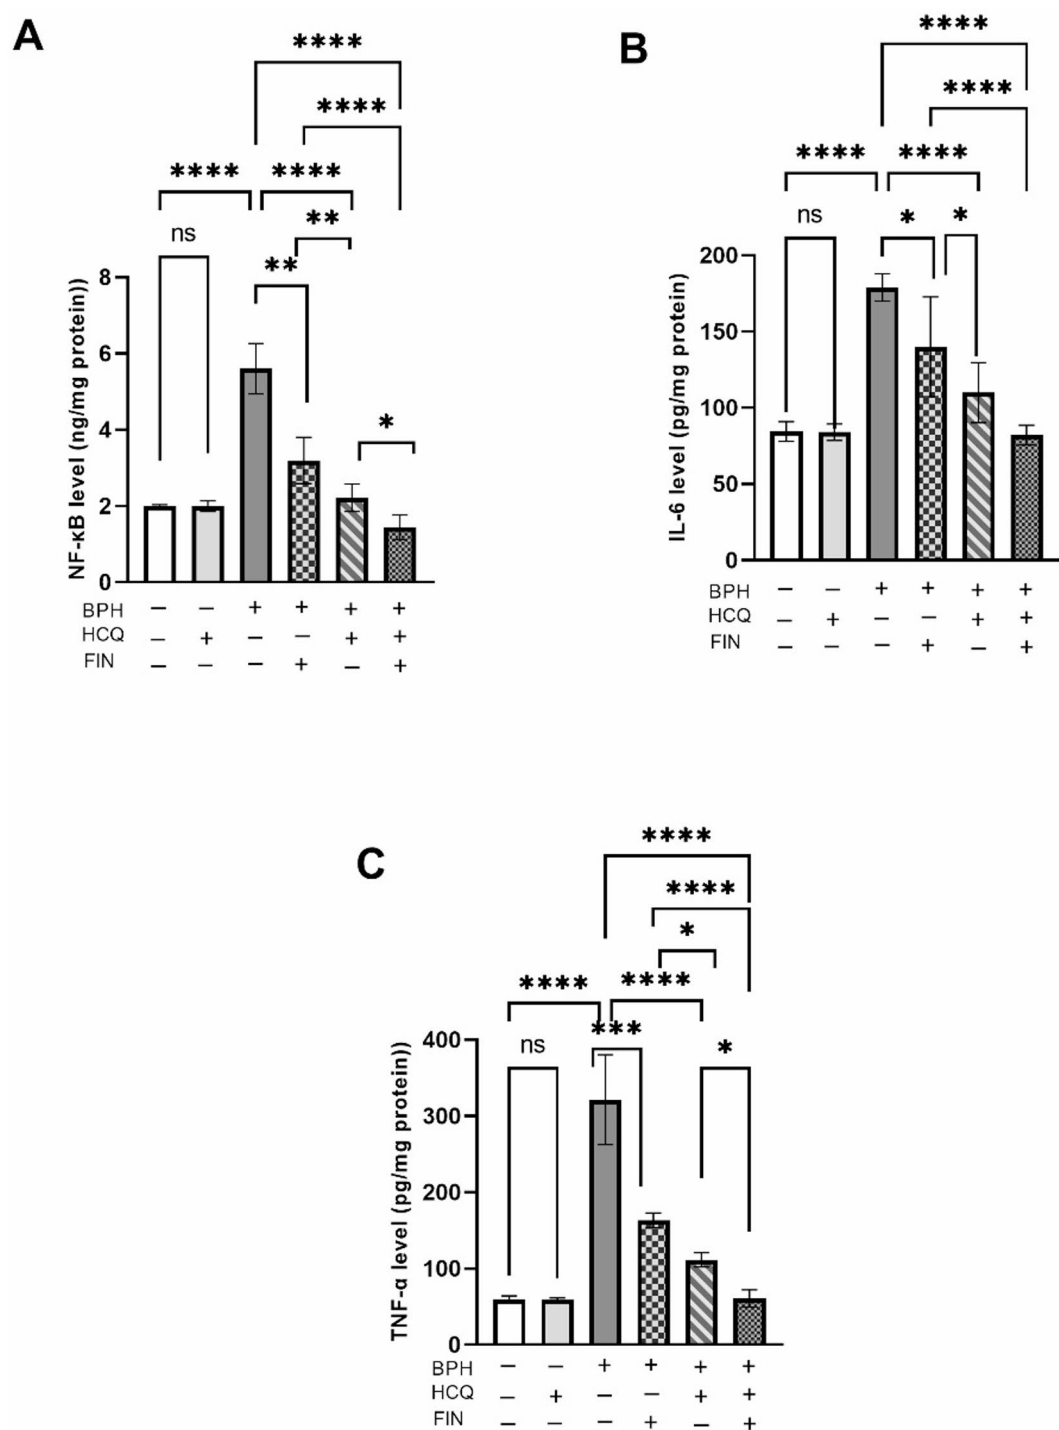 A
****
****
**** ****
**
ns
**
NF-κB level (ng/mg protein))
8
6
4
*
2
0
BPH – – + + + +
HCQ – + – – + +
FIN – – – + – +
B
****
****
**** ****
ns * *
IL-6 level (pg/mg protein)
200
150
100
50
0
BPH – – + + + +
HCQ – + – – + +
FIN – – – + – +
C
****
****
*
**** ****
***
ns *
TNF-α level (pg/mg protein))
400
300
200
100
0
BPH – – + + + +
HCQ – + – – + +
FIN – – – + – +